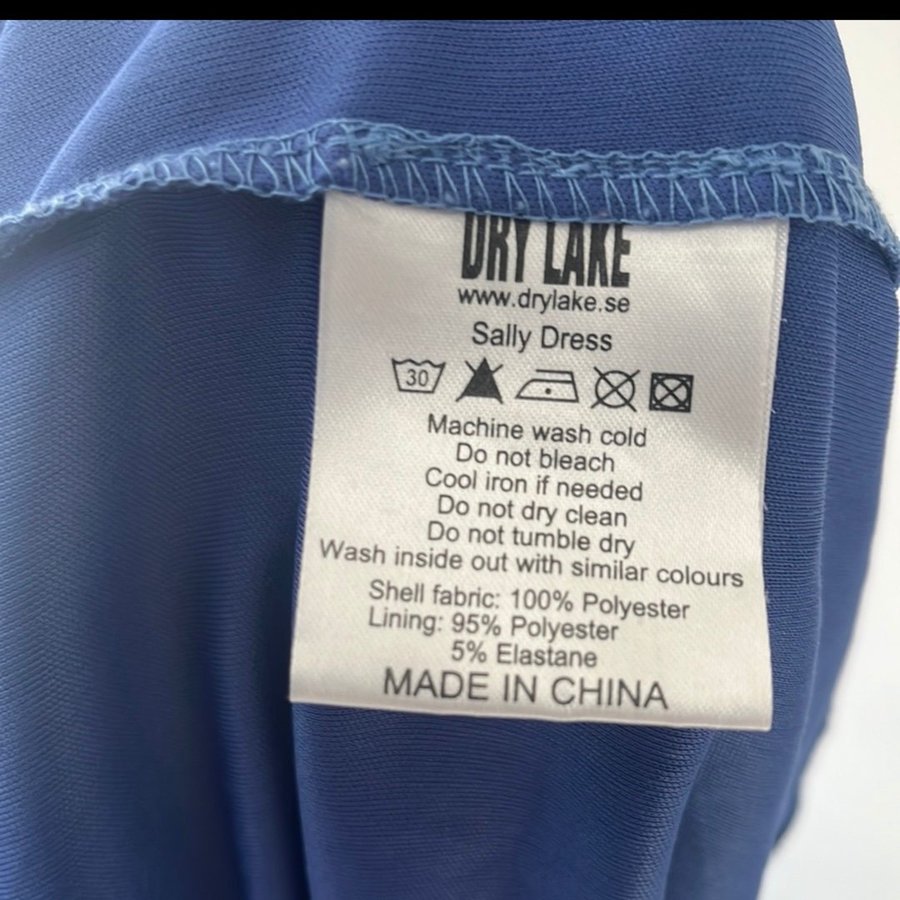 DRY LAKE
www.drylake.se
Sally Dress
30
Machine wash cold
Do not bleach
Cool iron if needed
Do not dry clean
Do not tumble dry
Wash inside out with similar colours
Shell fabric: 100% Polyester
Lining: 95% Polyester
5% Elastane
MADE IN CHINA